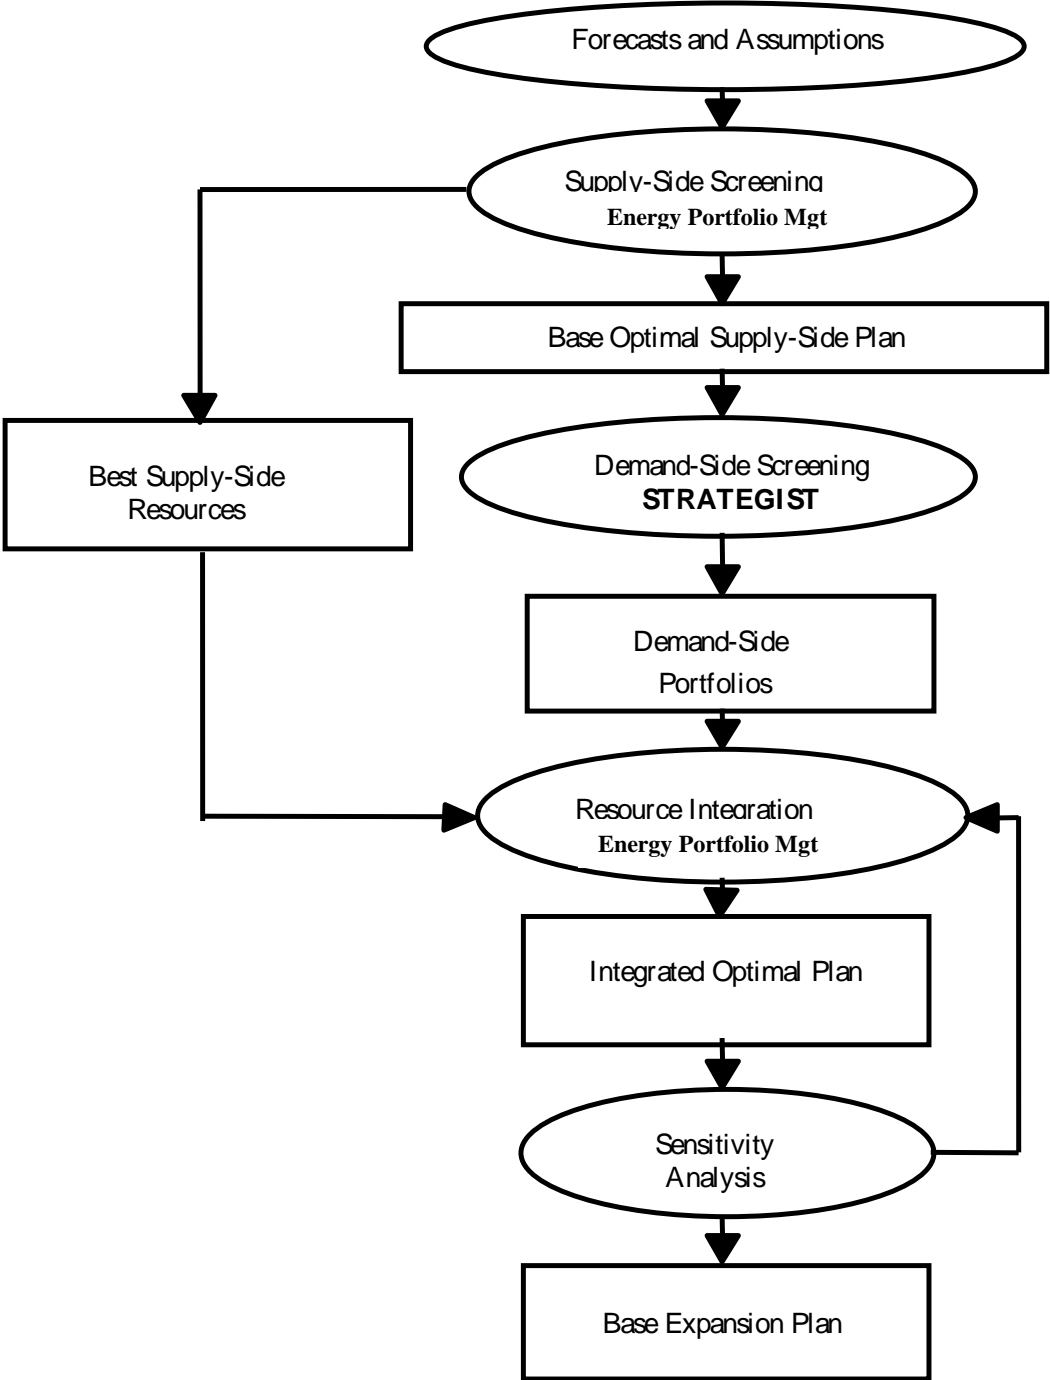 Forecasts and Assumptions
Supply-Side Screening
Energy Portfolio Mgt
Base Optimal Supply-Side Plan
Best Supply-Side
Resources
Demand-Side Screening
STRATEGIST
Demand-Side
Portfolios
Resource Integration
Energy Portfolio Mgt
Integrated Optimal Plan
Sensitivity
Analysis
Base Expansion Plan